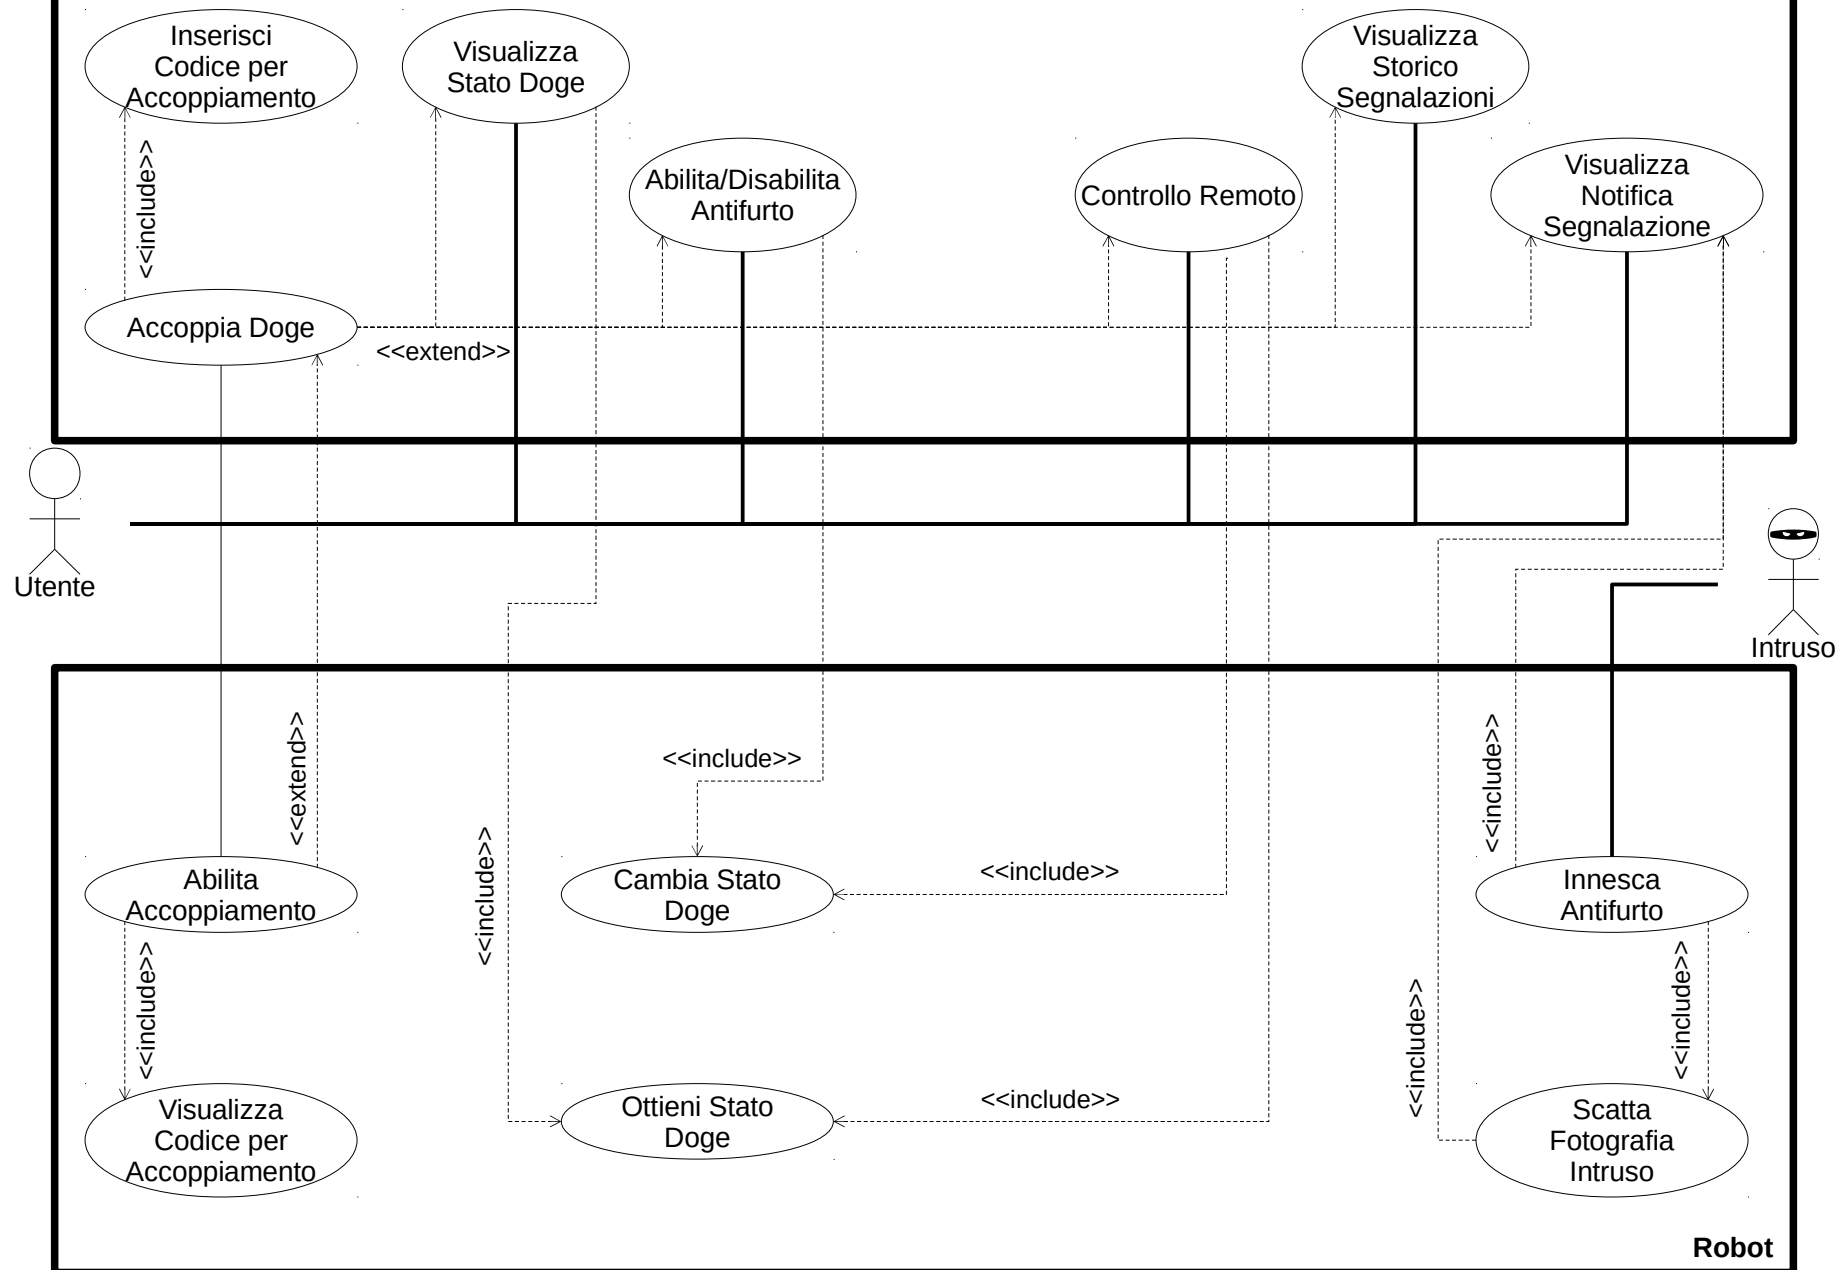 Inserisci
Codice per
Accoppiamento
Visualizza
Stato Doge
Visualizza
Storico
Segnalazioni
Abilita/Disabilita
Antifurto
Controllo Remoto
Visualizza
Notifica
Segnalazione
<<include>>
Accoppia Doge
<<extend>>
Utente
Intruso
<<extend>>
<<include>>
<<include>>
<<include>>
Abilita
Accoppiamento
Cambia Stato
Doge
<<include>>
Innesca
Antifurto
<<include>>
<<include>>
<<include>>
Visualizza
Codice per
Accoppiamento
Ottieni Stato
Doge
<<include>>
Scatta
Fotografia
Intruso
Robot